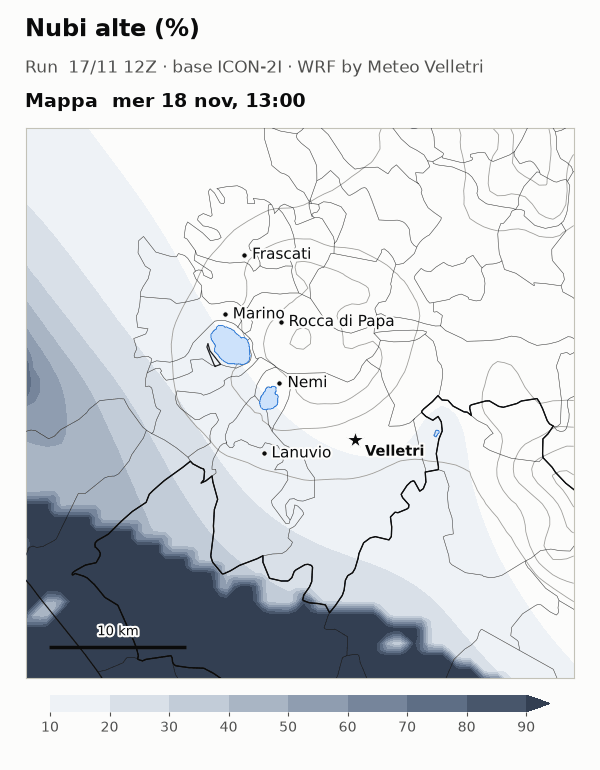 Nubi alte (%)
Run  17/11 12Z · base ICON-2I · WRF by Meteo Velletri
Mappa  mer 18 nov, 13:00
Frascati
Marino
Rocca di Papa
Nemi
Velletri
Lanuvio
10 km
10 20 30 40 50 60 70 80 90